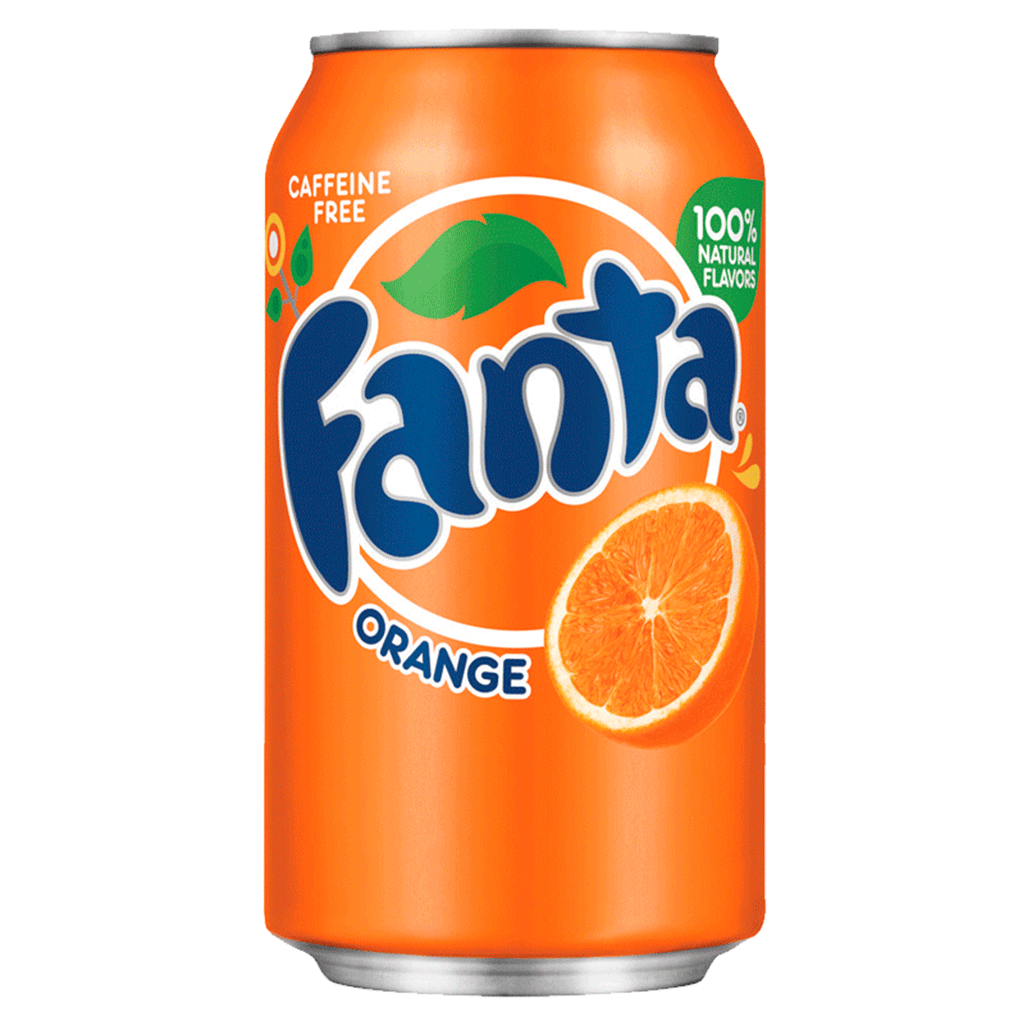 CAFFEINE
FREE
100%
NATURAL
FLAVORS
Fanta®
ORANGE